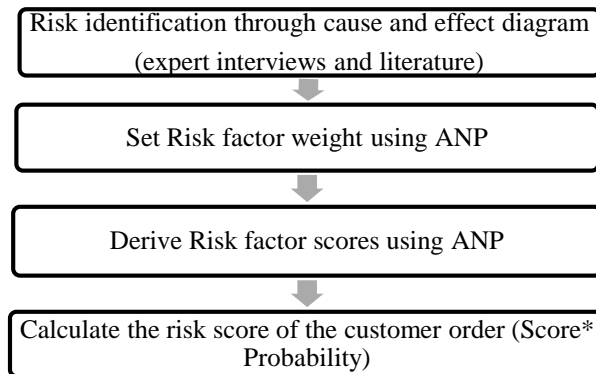 Risk identification through cause and effect diagram
(expert interviews and literature)
Set Risk factor weight using ANP
Derive Risk factor scores using ANP
Calculate the risk score of the customer order (Score*
Probability)